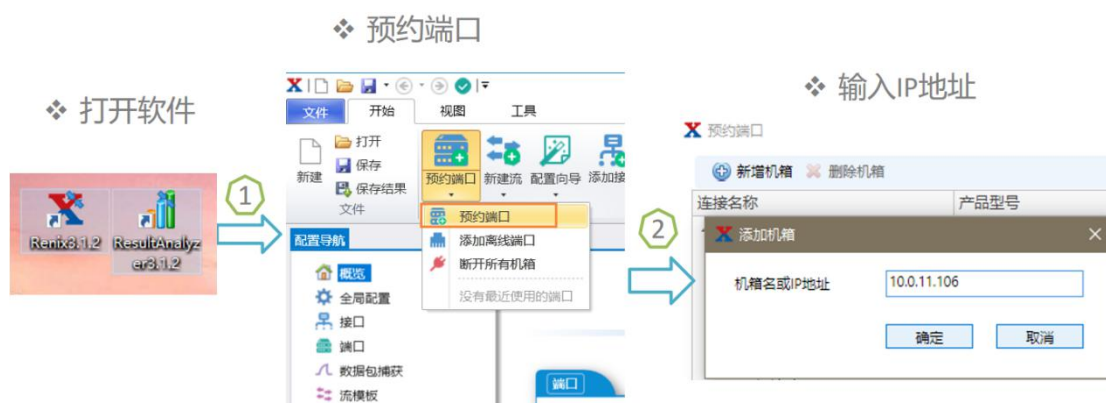 ❖ 打开软件
Renix3.1.2
ResultAnalyz
er3.1.2
1
❖ 预约端口
文件
开始
视图
工具
新建
打开
保存
保存结果
文件
预约端口
新建流
配置向导
添加接
预约端口
添加离线端口
断开所有机箱
没有最近使用的端口
配置导航
概览
全局配置
接口
端口
数据包捕获
流模板
端口
2
❖ 输入IP地址
预约端口
新增机箱
删除机箱
连接名称
产品型号
添加机箱
机箱名或IP地址
10.0.11.106
确定
取消